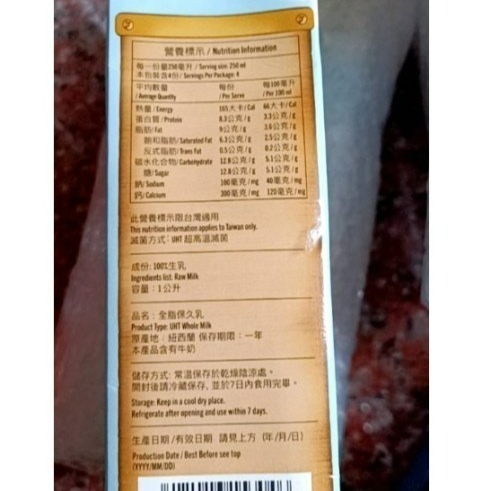 營養標示 / Nutrition Information
每一份量250毫升 / Serving size: 250 ml
本包裝含4份/ Servings Per Package: 4
平均數量 每份 每100毫升
/ Average Quantity / Per Serve / Per 100 ml
熱量 / Energy 165大卡/ Cal 66大卡/ Cal
蛋白質 / Protein 8.3公克/g 3.3公克/g
脂肪/ Fat 9公克/g 3.6公克/g
飽和脂肪/ Saturated Fat 6.3公克/g 2.5公克/g
反式脂肪/ Trans Fat 0.5公克/g 0.2公克/g
碳水化合物/ Carbohydrate 12.8公克/g 5.1公克/g
糖/ Sugar 12.8公克/g 5.1公克/g
鈉/ Sodium 100毫克/mg 40毫克/mg
鈣/ Calcium 300毫克/mg 120毫克/mg
此營養標示限台灣適用
This nutrition information applies to Taiwan only.
滅菌方式: UHT 超高溫滅菌
成份: 100%生乳
Ingredients list: Raw Milk
容量：1公升
品名：全脂保久乳
Product Type: UHT Whole Milk
原產地：紐西蘭 保存期限：一年
本產品含有牛奶
儲存方式: 常溫保存於乾燥陰涼處。
開封後請冷藏保存, 並於7日內食用完畢。
Storage: Keep in a cool dry place.
Refrigerate after opening and use within 7 days.
生產日期/有效日期 請見上方 (年/月/日)
Production Date / Best Before see top
(YYYY/MM/DD)